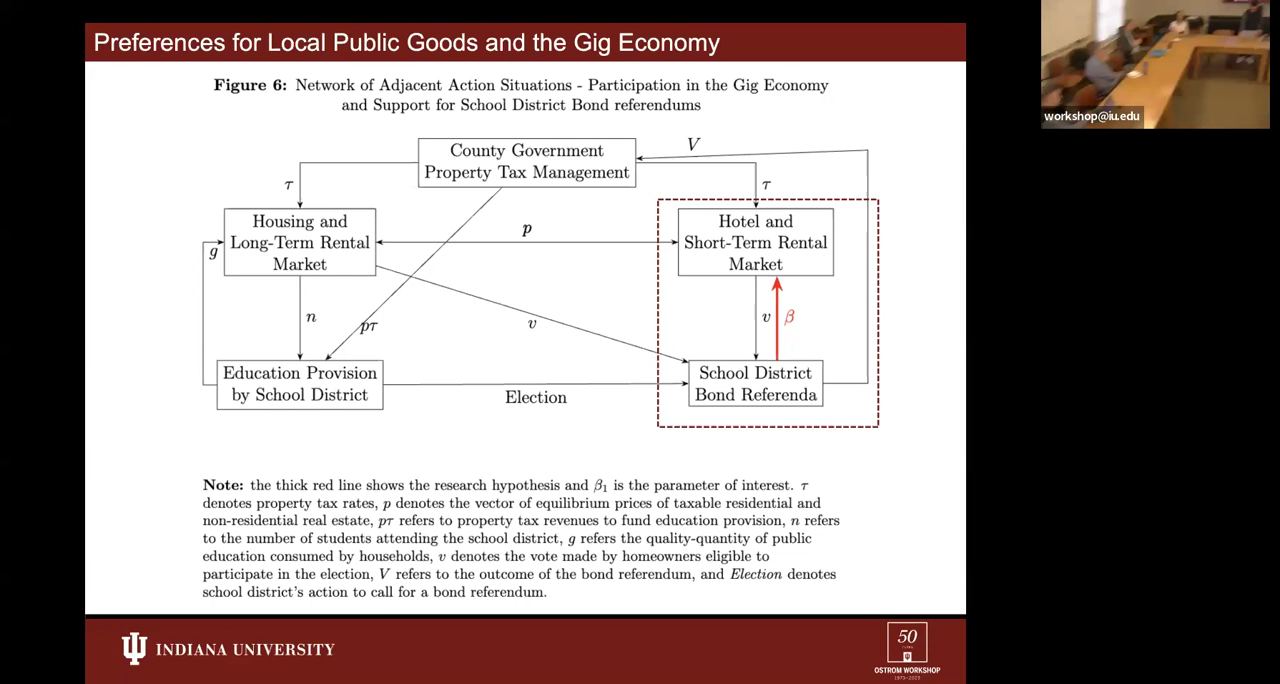 Preferences for Local Public Goods and the Gig Economy
workshop@iu.edu
Figure 6: Network of Adjacent Action Situations - Participation in the Gig Economy
and Support for School District Bond referendums
County Government
Property Tax Management
V
τ
τ
Housing and
Long-Term Rental
Market
g
p
Hotel and
Short-Term Rental
Market
n
pτ
v
v
β
Education Provision
by School District
Election
School District
Bond Referenda
Note: the thick red line shows the research hypothesis and β₁ is the parameter of interest. τ
denotes property tax rates, p denotes the vector of equilibrium prices of taxable residential and
non-residential real estate, pτ refers to property tax revenues to fund education provision, n refers
to the number of students attending the school district, g refers the quality-quantity of public
education consumed by households, v denotes the vote made by homeowners eligible to
participate in the election, V refers to the outcome of the bond referendum, and Election denotes
school district's action to call for a bond referendum.
INDIANA UNIVERSITY
50
YEARS
OSTROM WORKSHOP
1973-2023